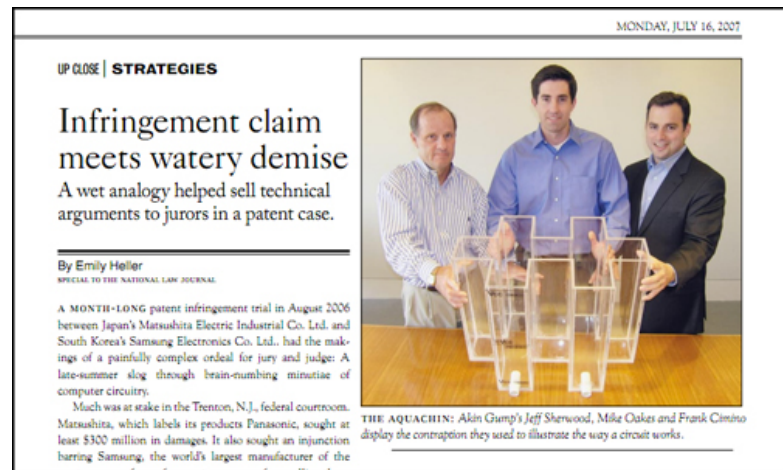 MONDAY, JULY 16, 2007
UP CLOSE | STRATEGIES
Infringement claim
meets watery demise
A wet analogy helped sell technical
arguments to jurors in a patent case.
By Emily Heller
SPECIAL TO THE NATIONAL LAW JOURNAL
A MONTH-LONG patent infringement trial in August 2006
between Japan's Matsushita Electric Industrial Co. Ltd. and
South Korea's Samsung Electronics Co. Ltd.. had the mak-
ings of a painfully complex ordeal for jury and judge: A
late-summer slog through brain-numbing minutiae of
computer circuitry.
Much was at stake in the Trenton, N.J., federal courtroom.
Matsushita, which labels its products Panasonic, sought at
least $300 million in damages. It also sought an injunction
barring Samsung, the world's largest manufacturer of the
THE AQUACHIN: Akin Gump's Jeff Sherwood, Mike Oakes and Frank Cimino
display the contraption they used to illustrate the way a circuit works.